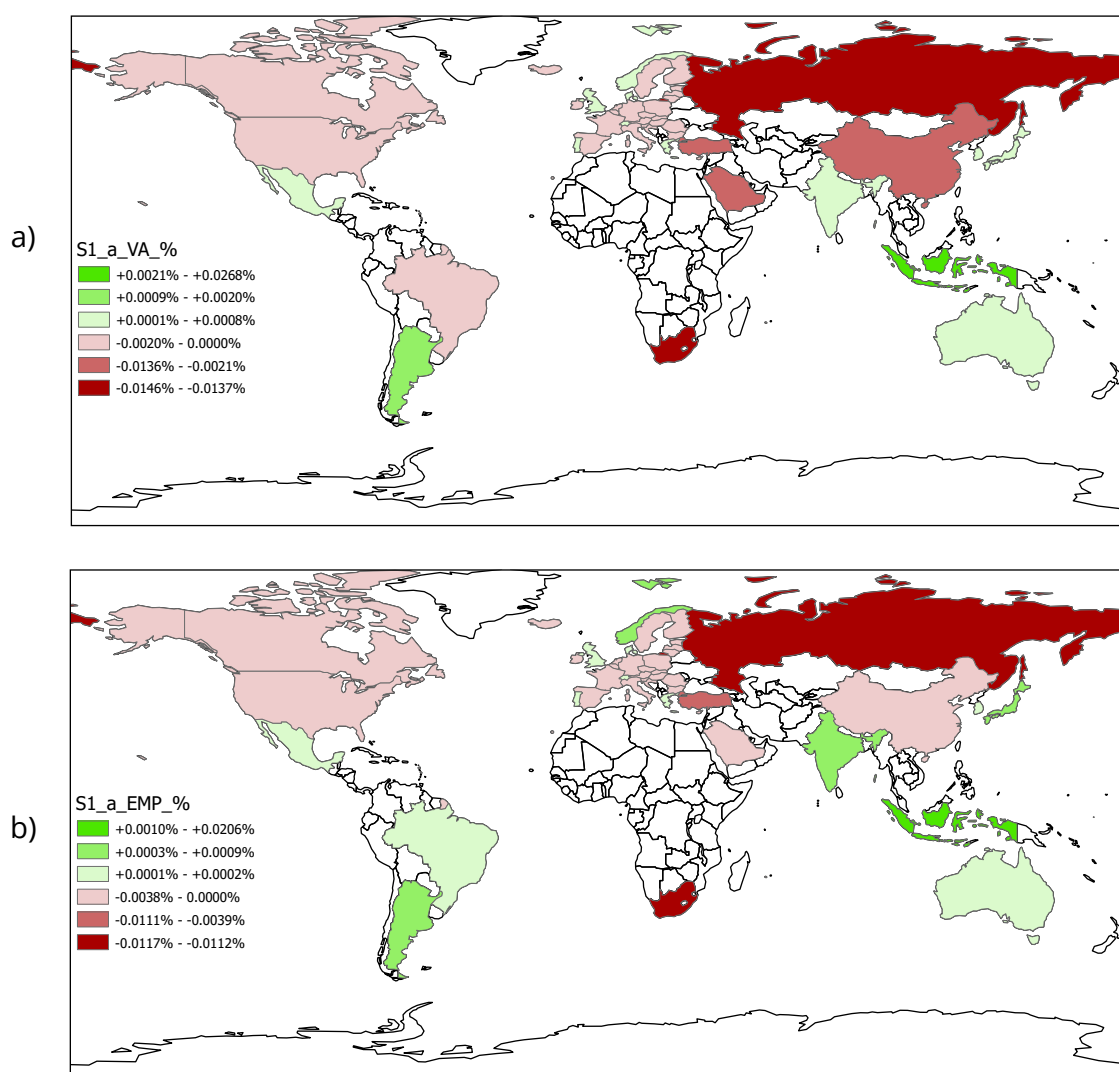 a)
S1_a_VA_%
+0.0021% - +0.0268%
+0.0009% - +0.0020%
+0.0001% - +0.0008%
-0.0020% - 0.0000%
-0.0136% - -0.0021%
-0.0146% - -0.0137%
b)
S1_a_EMP_%
+0.0010% - +0.0206%
+0.0003% - +0.0009%
+0.0001% - +0.0002%
-0.0038% - 0.0000%
-0.0111% - -0.0039%
-0.0117% - -0.0112%